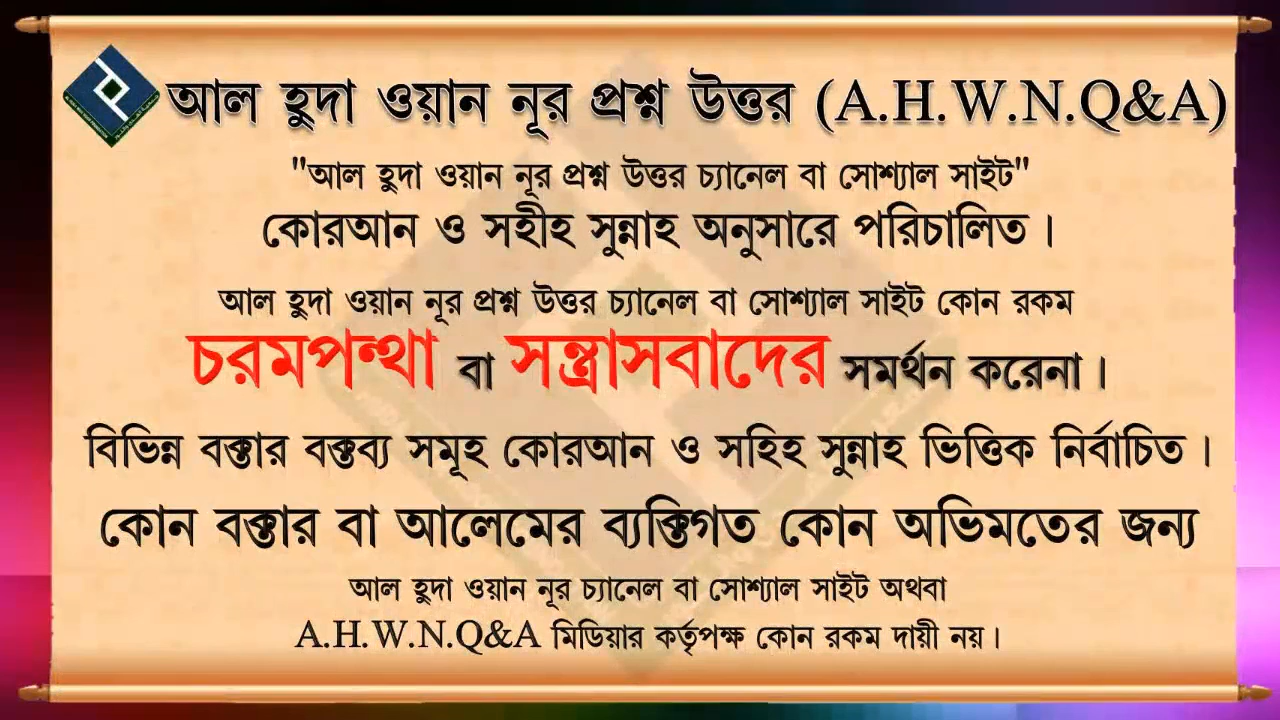 আল হুদা ওয়ান নূর প্রশ্ন উত্তর (A.H.W.N.Q&A)
"আল হুদা ওয়ান নূর প্রশ্ন উত্তর চ্যানেল বা সোশ্যাল সাইট"
কোরআন ও সহীহ সুন্নাহ অনুসারে পরিচালিত।
আল হুদা ওয়ান নূর প্রশ্ন উত্তর চ্যানেল বা সোশ্যাল সাইট কোন রকম
চরমপন্থা বা সন্ত্রাসবাদের সমর্থন করেনা।
বিভিন্ন বক্তার বক্তব্য সমূহ কোরআন ও সহিহ সুন্নাহ ভিত্তিক নির্বাচিত।
কোন বক্তার বা আলেমের ব্যক্তিগত কোন অভিমতের জন্য
আল হুদা ওয়ান নূর চ্যানেল বা সোশ্যাল সাইট অথবা
A.H.W.N.Q&A মিডিয়ার কর্তৃপক্ষ কোন রকম দায়ী নয়।